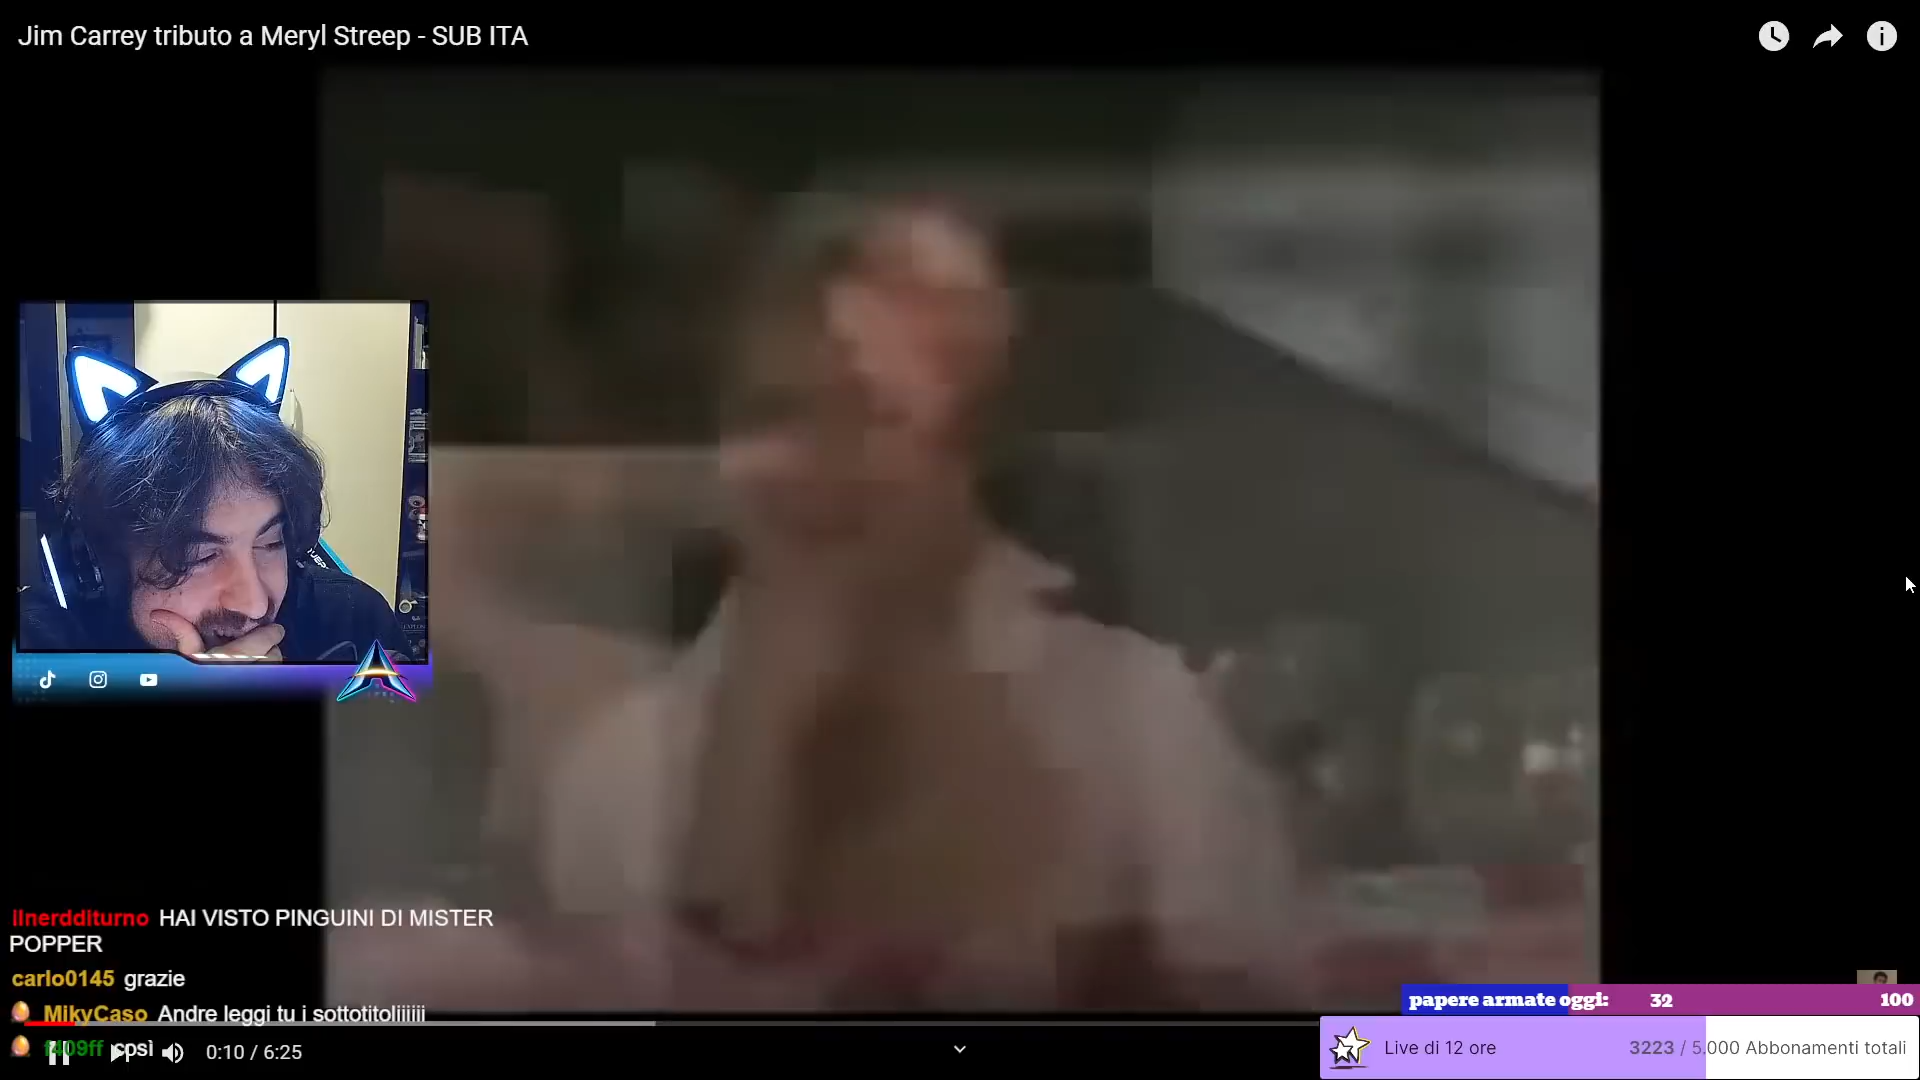 Jim Carrey tributo a Meryl Streep - SUB ITA
ilnerdditurno HAI VISTO PINGUINI DI MISTER
POPPER
carlo0145 grazie
MikyCaso Andre leggi tu i sottotitoliiiiii
f409ff così
0:10 / 6:25
papere armate oggi: 32 100
Live di 12 ore 3223 / 5.000 Abbonamenti totali